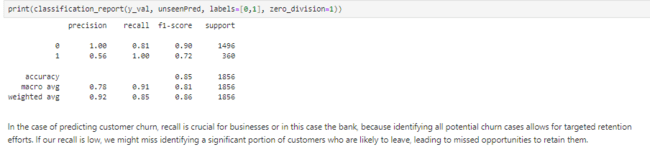 print(classification_report(y_val, unseenPred, labels=[0,1], zero_division=1))
precision recall f1-score support
0 1.00 0.81 0.90 1496
1 0.56 1.00 0.72 360
accuracy 0.85 1856
macro avg 0.78 0.91 0.81 1856
weighted avg 0.92 0.85 0.86 1856
In the case of predicting customer churn, recall is crucial for businesses or in this case the bank, because identifying all potential churn cases allows for targeted retention
efforts. If our recall is low, we might miss identifying a significant portion of customers who are likely to leave, leading to missed opportunities to retain them.